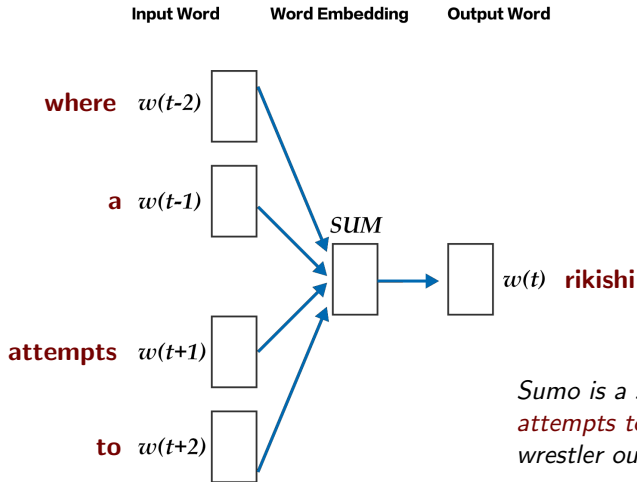 Input Word Word Embedding Output Word
where w(t-2)
a w(t-1)
SUM
w(t) rikishi
attempts w(t+1)
to w(t+2)
Sumo is a
attempts
wrestler